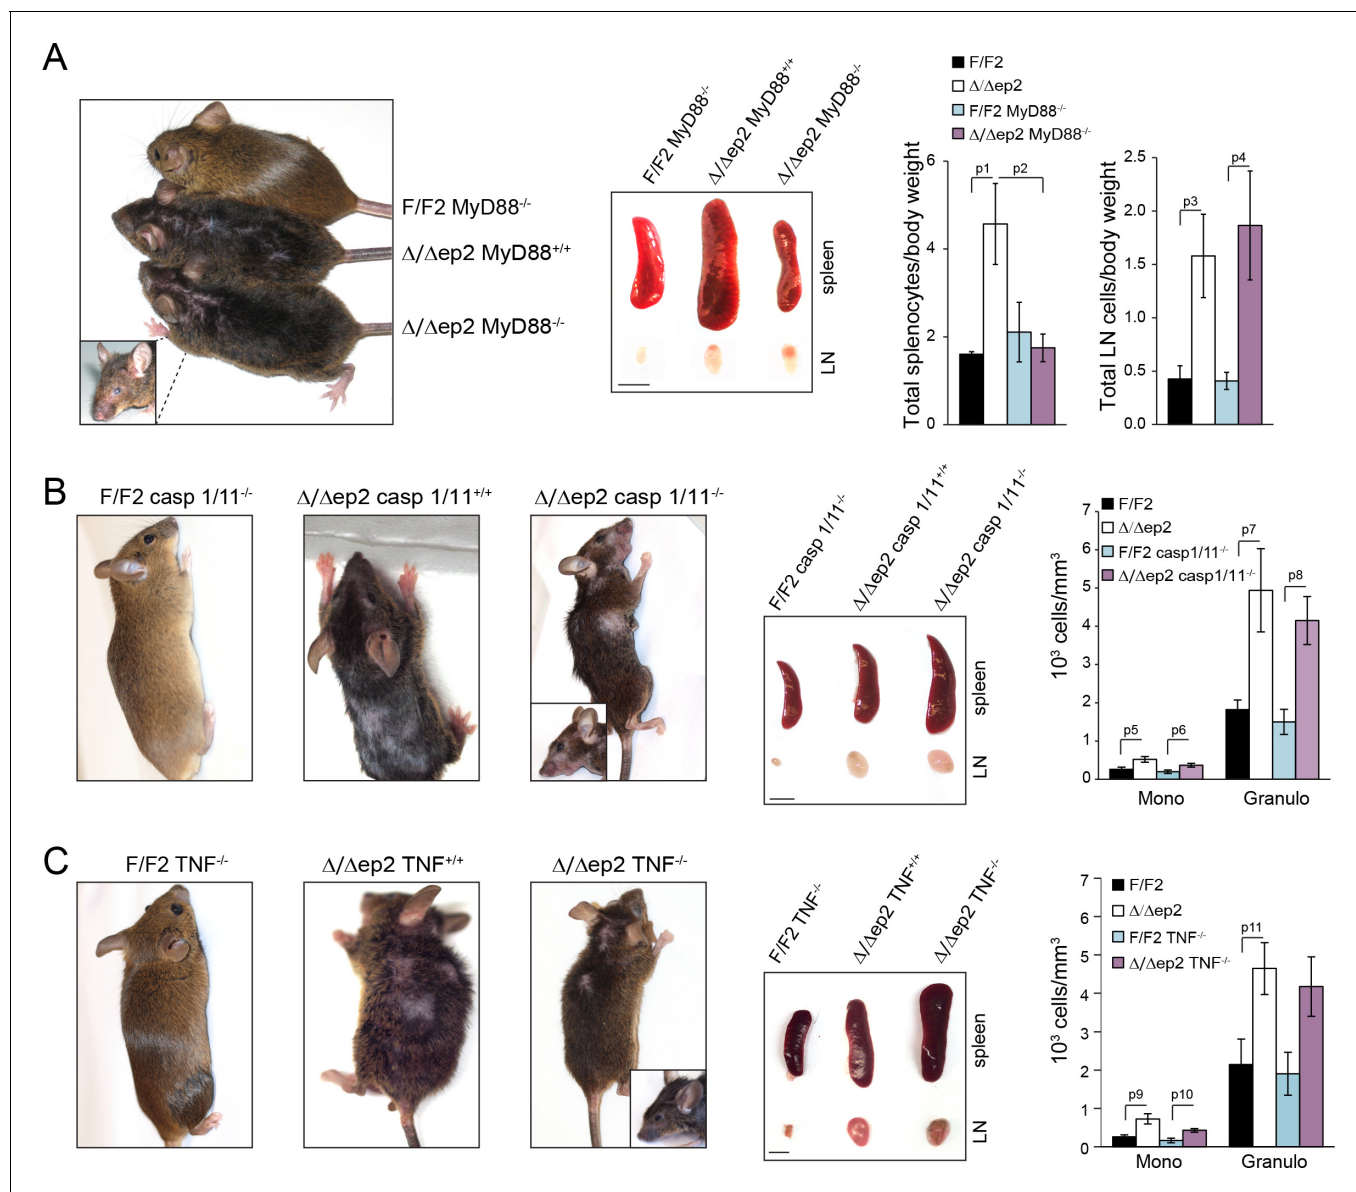 A
F/F2 MyD88-/-
Δ/Δep2 MyD88+/+
Δ/Δep2 MyD88-/-
F/F2 MyD88-/-
Δ/Δep2 MyD88+/+
Δ/Δep2 MyD88-/-
spleen
LN
F/F2
Δ/Δep2
F/F2 MyD88-/-
Δ/Δep2 MyD88-/-
Total splenocytes/body weight
6
4
2
0
p1
p2
Total LN cells/body weight
2.5
2.0
1.5
1.0
0.5
0.0
p3
p4
B
F/F2 casp 1/11-/-
Δ/Δep2 casp 1/11+/+
Δ/Δep2 casp 1/11-/-
F/F2 casp 1/11-/-
Δ/Δep2 casp 1/11+/+
Δ/Δep2 casp 1/11-/-
spleen
LN
F/F2
Δ/Δep2
F/F2 casp1/11-/-
Δ/Δep2 casp1/11-/-
10³ cells/mm³
7
6
5
4
3
2
1
0
p5
p6
p7
p8
Mono
Granulo
C
F/F2 TNF-/-
Δ/Δep2 TNF+/+
Δ/Δep2 TNF-/-
F/F2 TNF-/-
Δ/Δep2 TNF+/+
Δ/Δep2 TNF-/-
spleen
LN
F/F2
Δ/Δep2
F/F2 TNF-/-
Δ/Δep2 TNF-/-
10³ cells/mm³
7
6
5
4
3
2
1
0
p9
p10
p11
Mono
Granulo